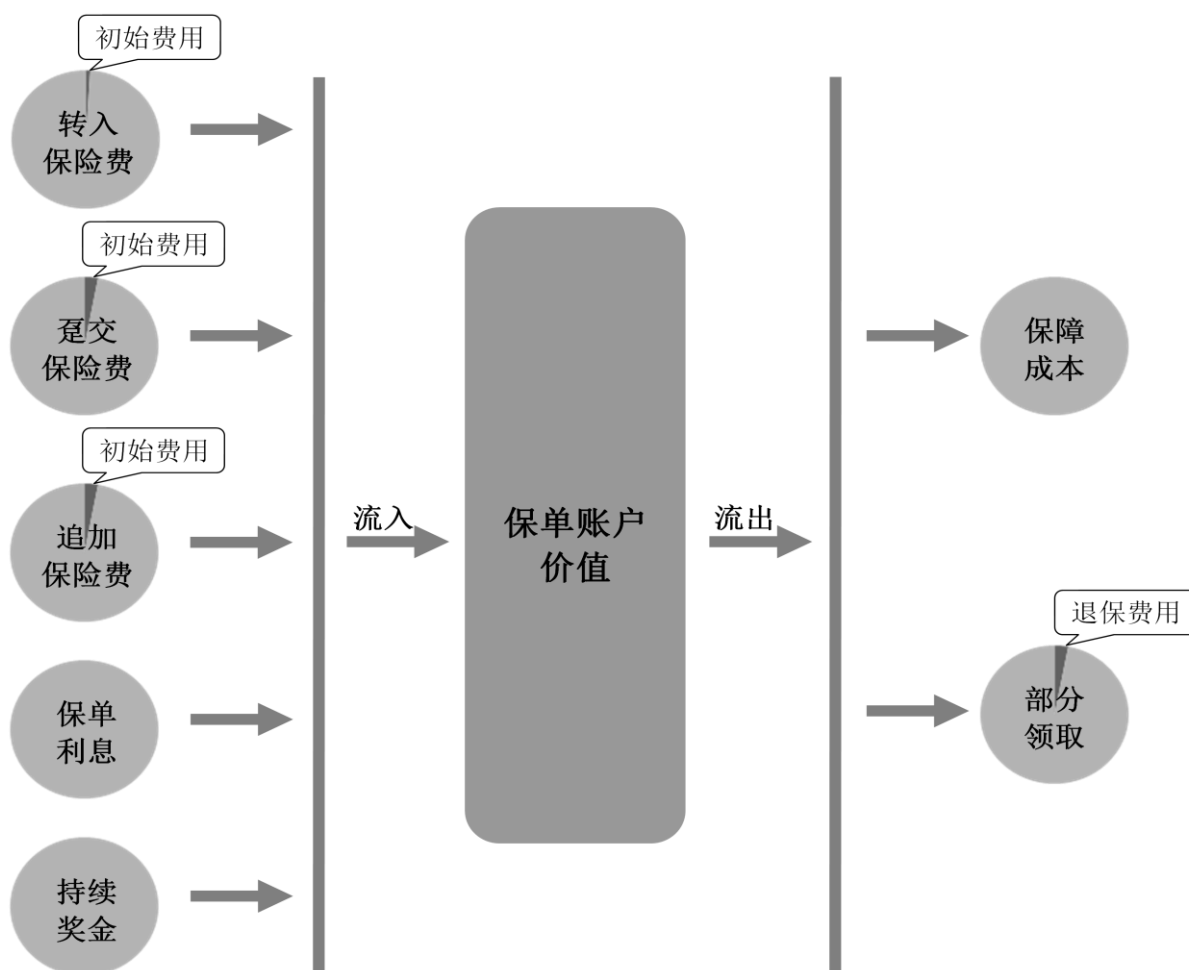 初始费用
转入
保险费
初始费用
趸交
保险费
初始费用
追加
保险费
保单
利息
持续
奖金
流入
保单账户
价值
流出
保障
成本
退保费用
部分
领取